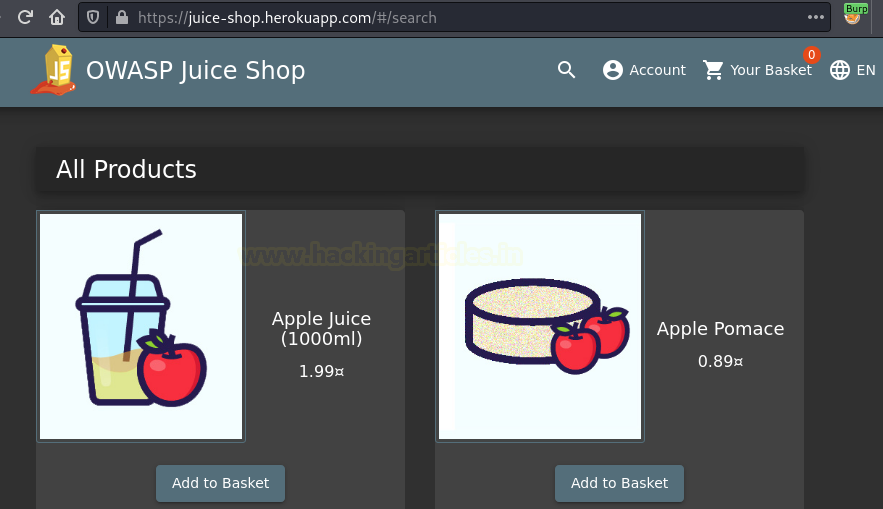 https://juice-shop.herokuapp.com/#/search
Burp
JS
OWASP Juice Shop
Account
Your Basket
0
EN
All Products
www.hackingarticles.in
Apple Juice
(1000ml)
1.99¤
Apple Pomace
0.89¤
Add to Basket
Add to Basket